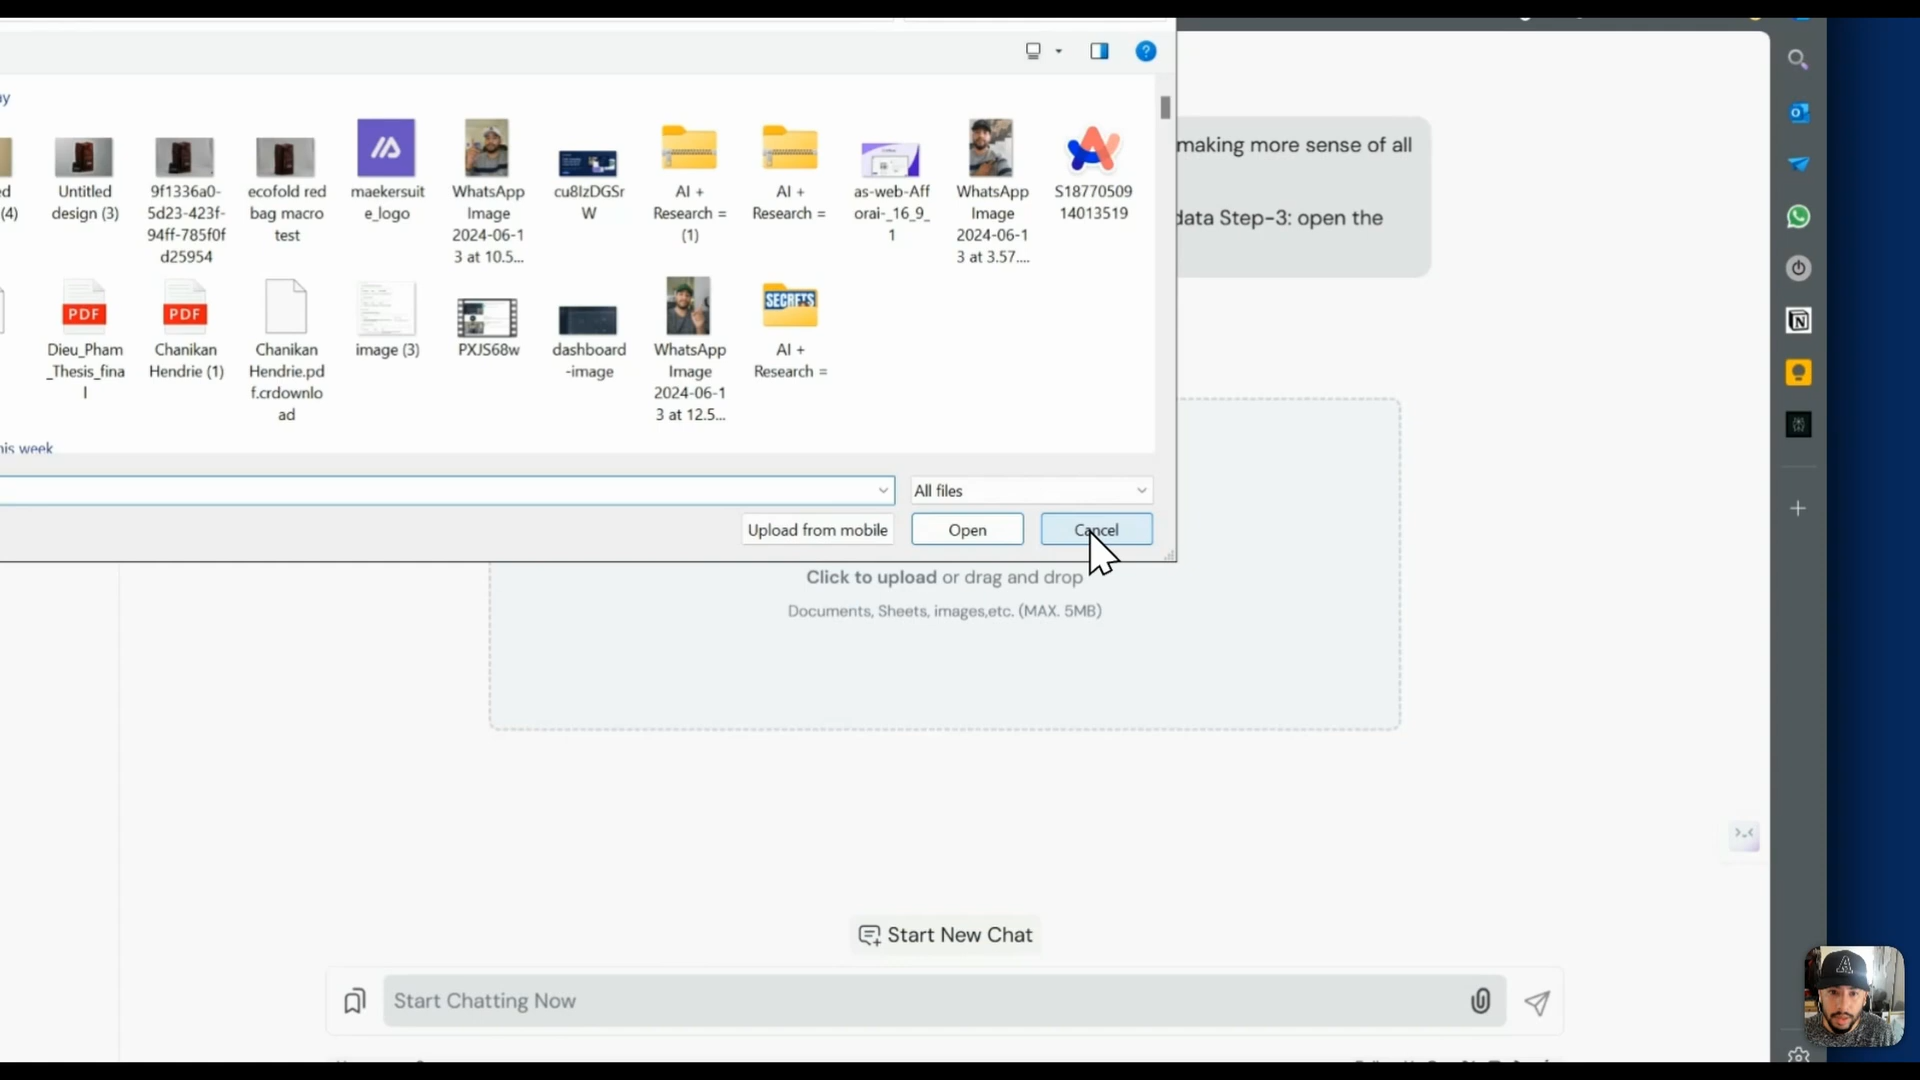 making more sense of all
data Step-3: open the
Untitled
design (3)
9f1336a0-
5d23-423f-
94ff-785f0f
d25954
ecofold red
bag macro
test
maekersuit
e_logo
WhatsApp
Image
2024-06-1
3 at 10.5...
cu8lzDGSr
W
AI +
Research =
(1)
AI +
Research =
as-web-Aff
orai-_16_9_
1
WhatsApp
Image
2024-06-1
3 at 3.57....
S18770509
14013519
ed
(4)
PDF
Dieu_Pham
_Thesis_fina
l
PDF
Chanikan
Hendrie (1)
Chanikan
Hendrie.pd
f.crdownlo
ad
image (3)
PXJS68w
dashboard
-image
WhatsApp
Image
2024-06-1
3 at 12.5...
SECRETS
AI +
Research =
his week
All files
Upload from mobile
Open
Cancel
Click to upload or drag and drop
Documents, Sheets, images,etc. (MAX. 5MB)
Start New Chat
Start Chatting Now